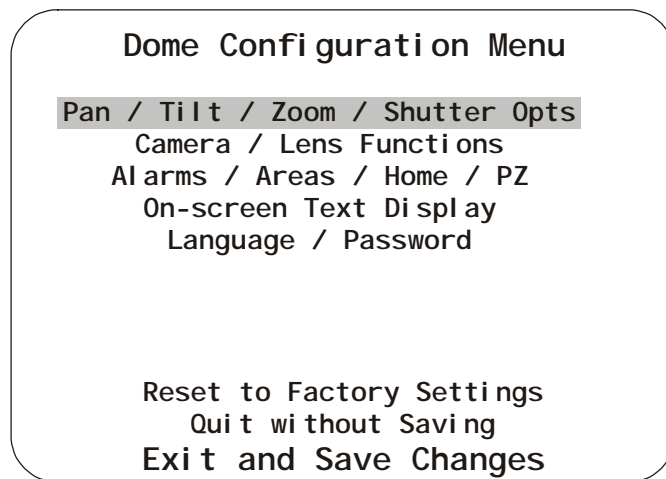 Dome Configuration Menu
Pan / Tilt / Zoom / Shutter Opts
Camera / Lens Functions
Alarms / Areas / Home / PZ
On-screen Text Display
Language / Password
Reset to Factory Settings
Quit without Saving
Exit and Save Changes